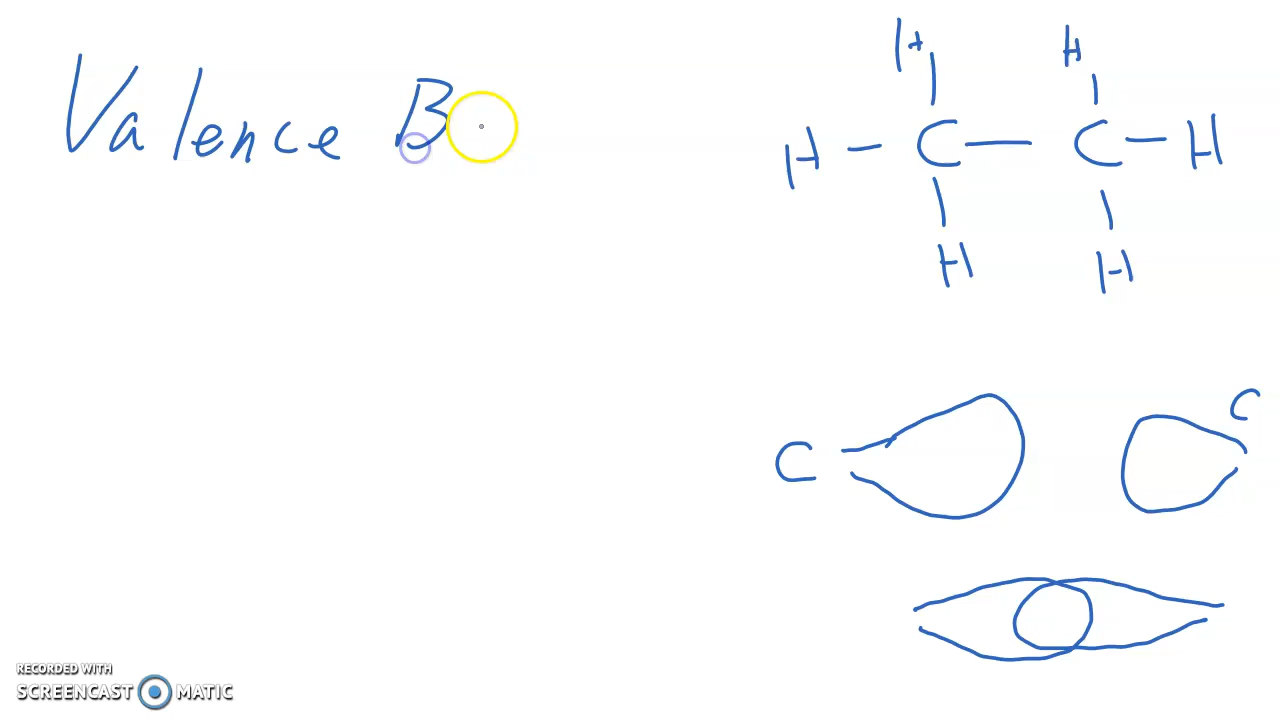 Valence B
H H
H - C - C - H
H H
C C
RECORDED WITH
SCREENCAST MATIC